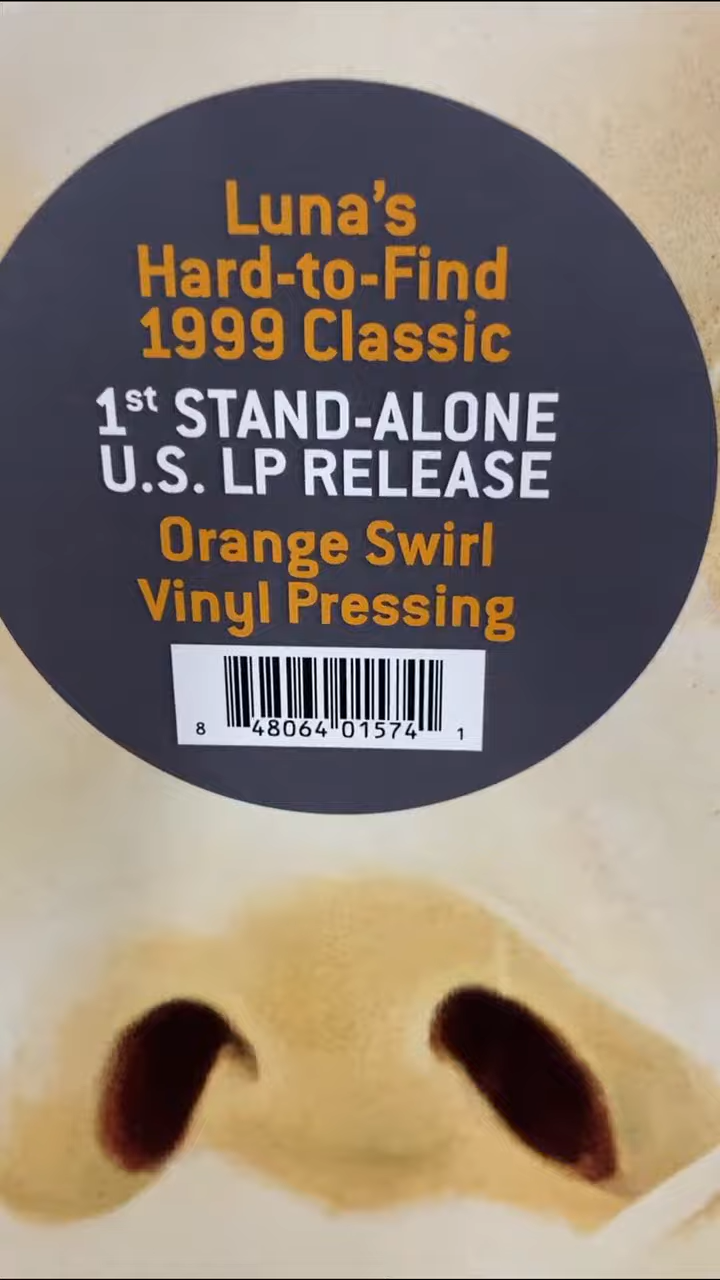 Luna's
Hard-to-Find
1999 Classic
1st STAND-ALONE
U.S. LP RELEASE
Orange Swirl
Vinyl Pressing
8 48064 01574 1